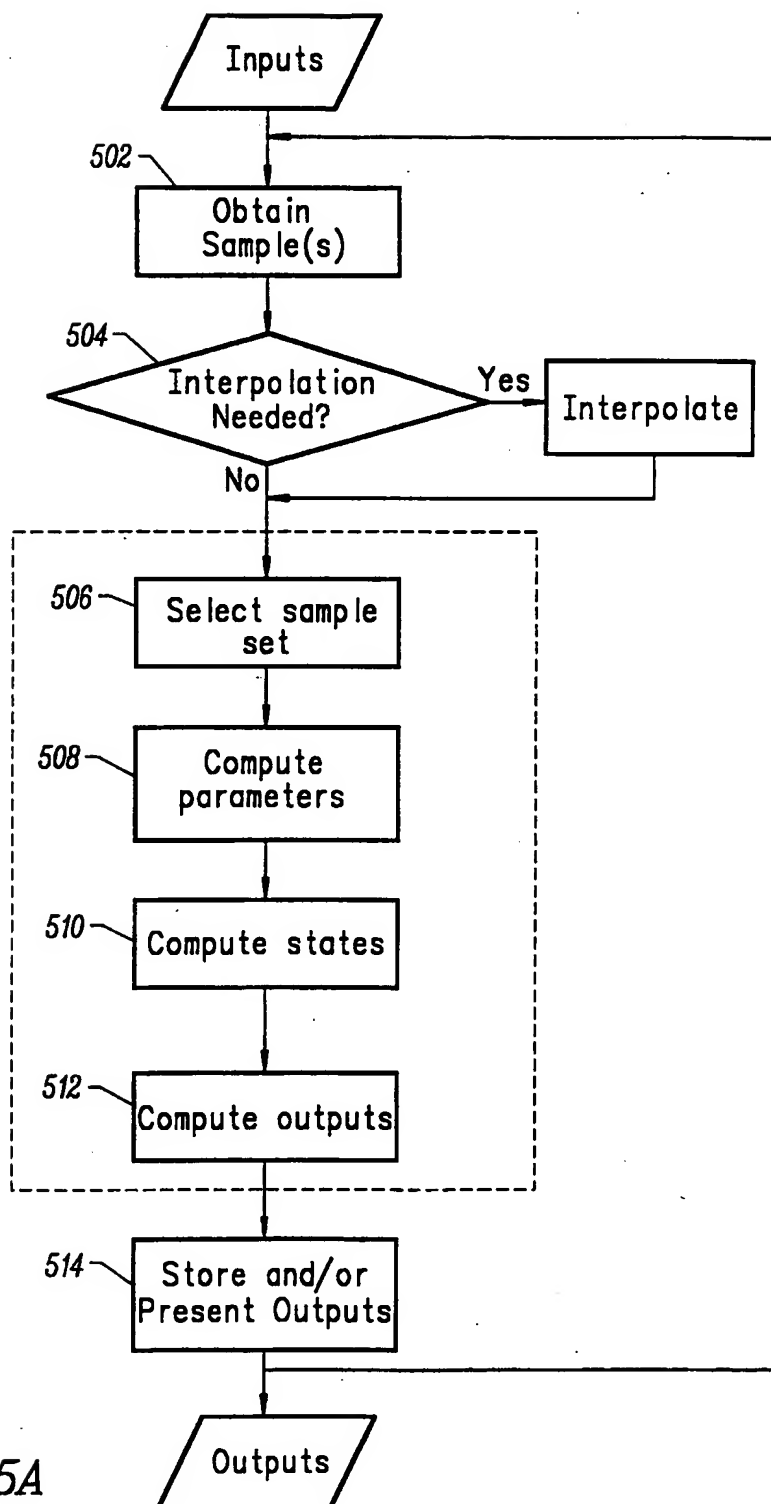 Inputs
502
Obtain
Sample(s)
504
Interpolation
Needed?
Yes
Interpolate
No
506
Select sample
set
508
Compute
parameters
510
Compute states
512
Compute outputs
514
Store and/or
Present Outputs
Outputs
5A